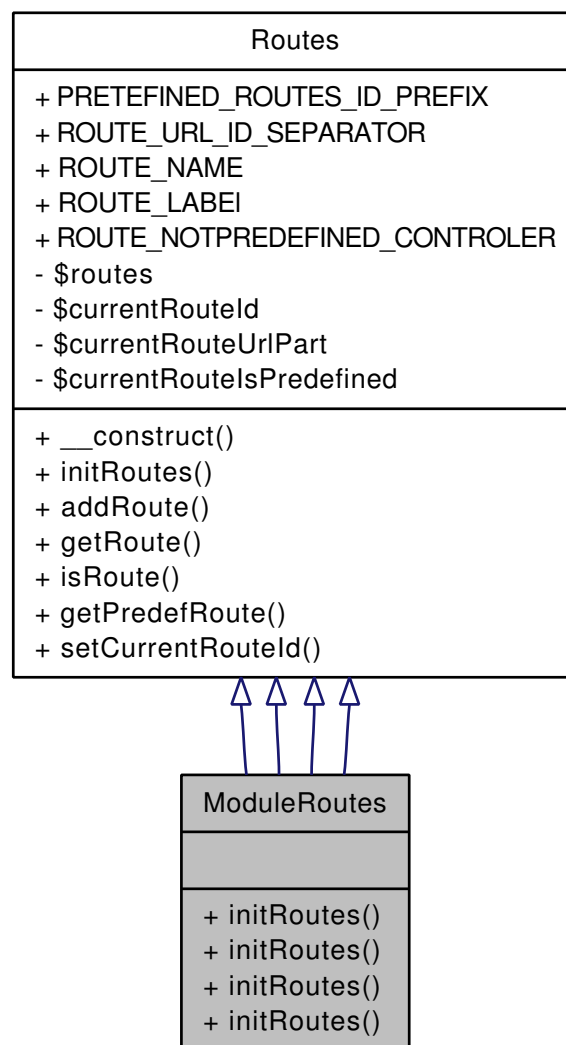 Routes
+ PRETEFINED_ROUTES_ID_PREFIX
+ ROUTE_URL_ID_SEPARATOR
+ ROUTE_NAME
+ ROUTE_LABEl
+ ROUTE_NOTPREDEFINED_CONTROLER
- $routes
- $currentRouteId
- $currentRouteUrlPart
- $currentRouteIsPredefined
+ __construct()
+ initRoutes()
+ addRoute()
+ getRoute()
+ isRoute()
+ getPredefRoute()
+ setCurrentRouteId()
ModuleRoutes
+ initRoutes()
+ initRoutes()
+ initRoutes()
+ initRoutes()